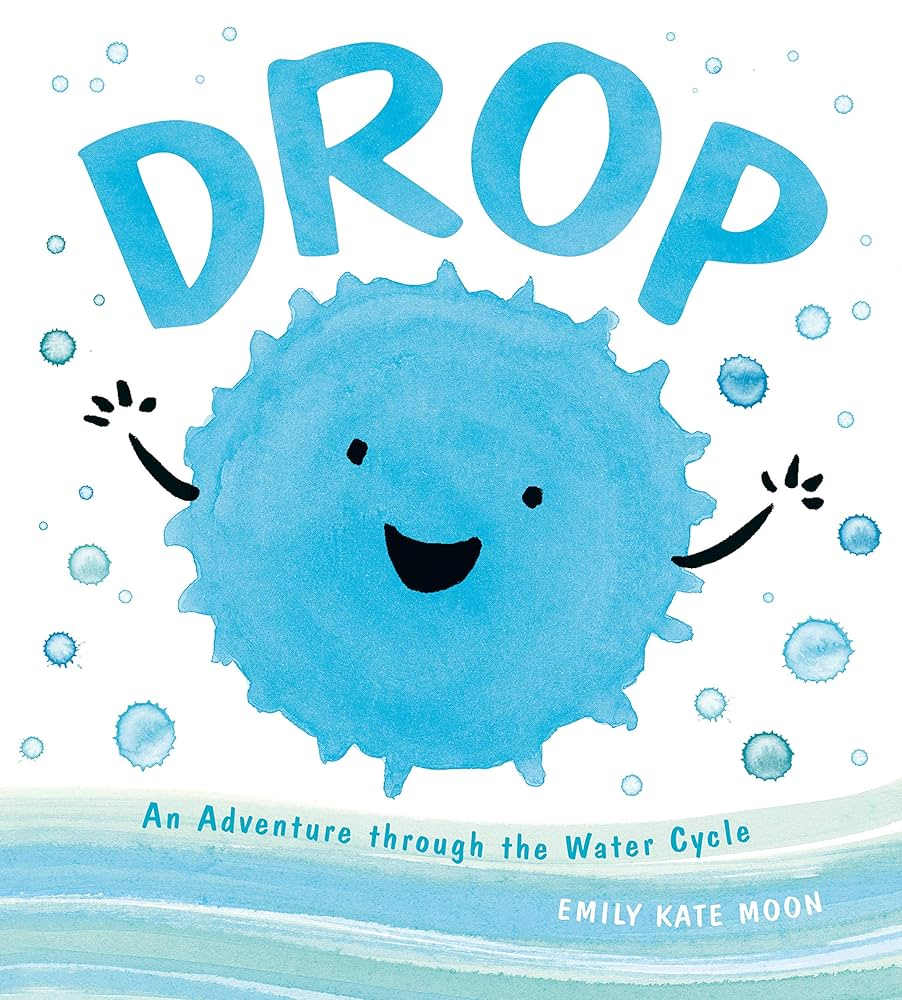 DROP
An Adventure through the Water Cycle
EMILY KATE MOON